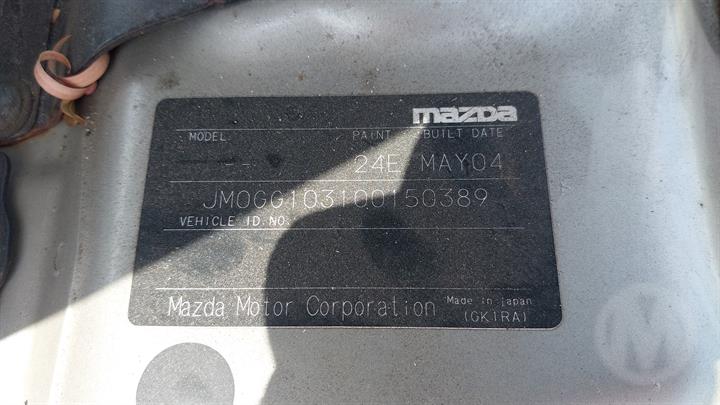 mazda
MODEL PAINT BUILT DATE
--- 24E MAY04
JM0GG103100150389
VEHICLE ID.NO.
Mazda Motor Corporation Made in Japan
(GK1RA)
M